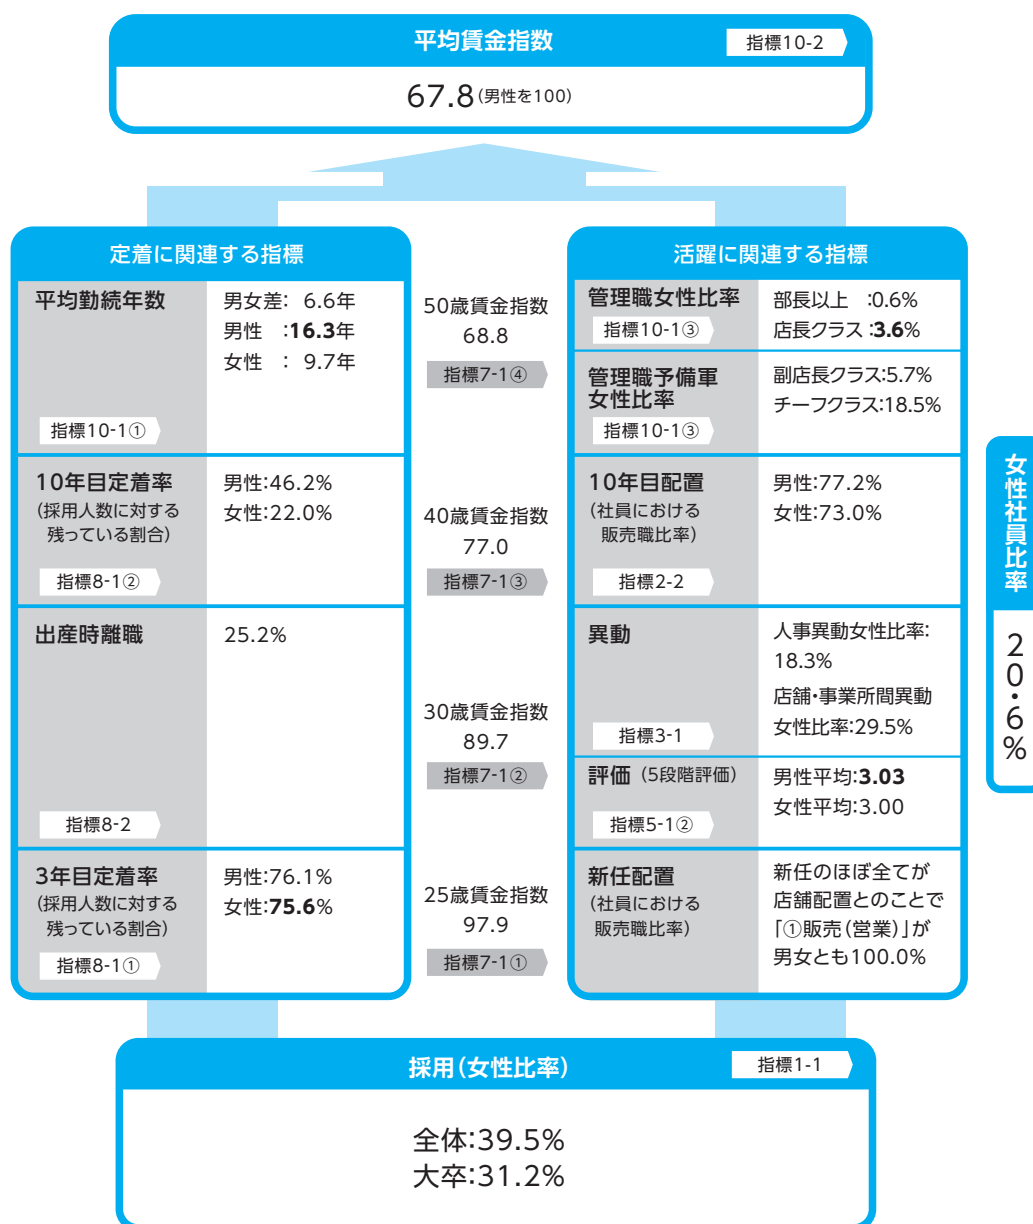 平均賃金指数
指標10-2
67.8(男性を100)
定着に関連する指標
平均勤続年数
指標10-1①
男女差: 6.6年
男性 :16.3年
女性 : 9.7年
10年目定着率
(採用人数に対する
残っている割合)
指標8-1②
男性:46.2%
女性:22.0%
出産時離職
指標8-2
25.2%
3年目定着率
(採用人数に対する
残っている割合)
指標8-1①
男性:76.1%
女性:75.6%
50歳賃金指数
68.8
指標7-1④
40歳賃金指数
77.0
指標7-1③
30歳賃金指数
89.7
指標7-1②
25歳賃金指数
97.9
指標7-1①
活躍に関連する指標
管理職女性比率
指標10-1③
部長以上 :0.6%
店長クラス:3.6%
管理職予備軍
女性比率
指標10-1③
副店長クラス:5.7%
チーフクラス:18.5%
10年目配置
(社員における
販売職比率)
指標2-2
男性:77.2%
女性:73.0%
異動
指標3-1
人事異動女性比率:
18.3%
店舗・事業所間異動
女性比率:29.5%
評価(5段階評価)
指標5-1②
男性平均:3.03
女性平均:3.00
新任配置
(社員における
販売職比率)
新任のほぼ全てが
店舗配置とのことで
「①販売(営業)」が
男女とも100.0%
女性社員比率
20・6%
採用(女性比率)
指標1-1
全体:39.5%
大卒:31.2%